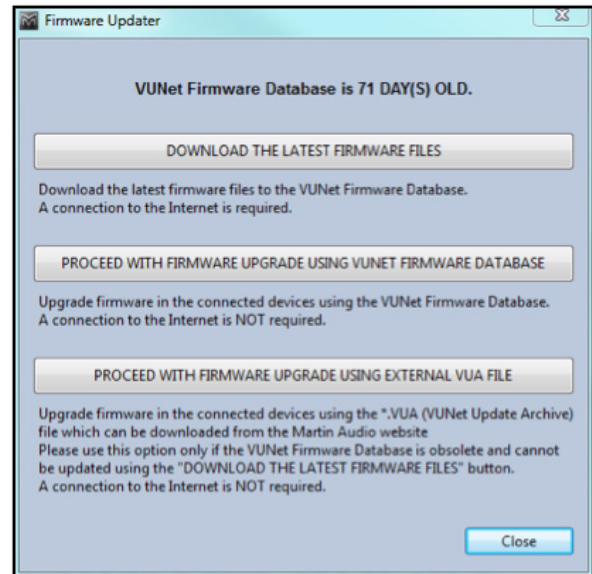 Firmware Updater
VUNet Firmware Database is 71 DAY(S) OLD.
DOWNLOAD THE LATEST FIRMWARE FILES
Download the latest firmware files to the VUNet Firmware Database.
A connection to the Internet is required.
PROCEED WITH FIRMWARE UPGRADE USING VUNET FIRMWARE DATABASE
Upgrade firmware in the connected devices using the VUNet Firmware Database.
A connection to the Internet is NOT required.
PROCEED WITH FIRMWARE UPGRADE USING EXTERNAL VUA FILE
Upgrade firmware in the connected devices using the *.VUA (VUNet Update Archive)
file which can be downloaded from the Martin Audio website
Please use this option only if the VUNet Firmware Database is obsolete and cannot
be updated using the "DOWNLOAD THE LATEST FIRMWARE FILES" button.
A connection to the Internet is NOT required.
Close